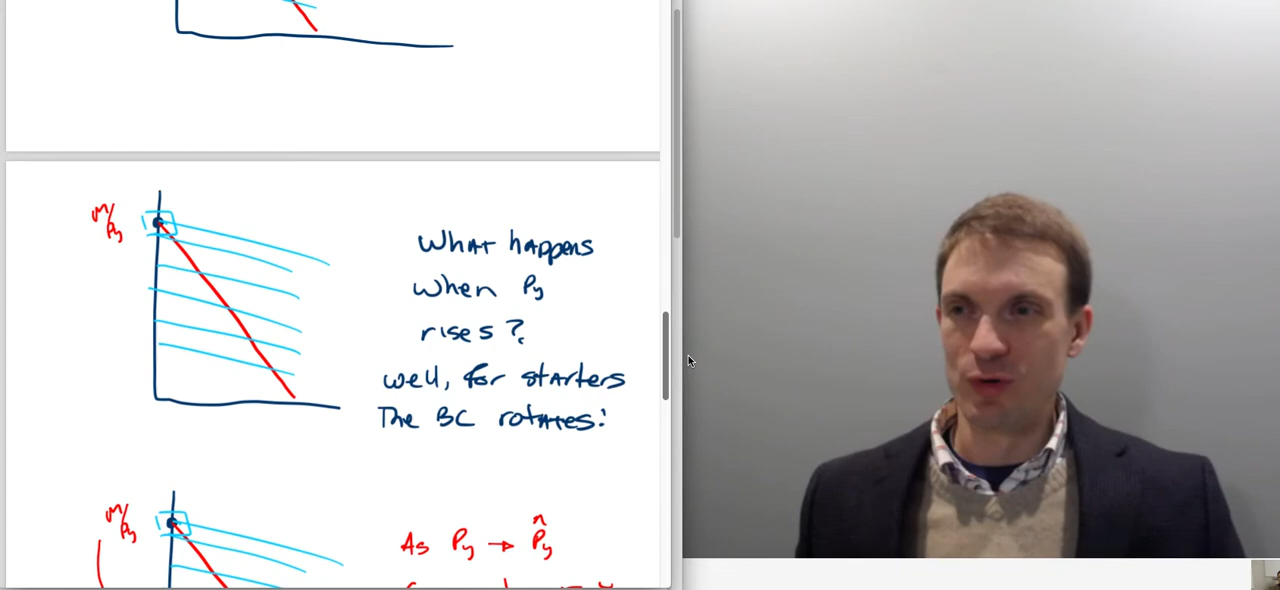 M/Py
What happens
when Py
rises?
well, for starters
The BC rotates:
M/Py
As Py → P̂y